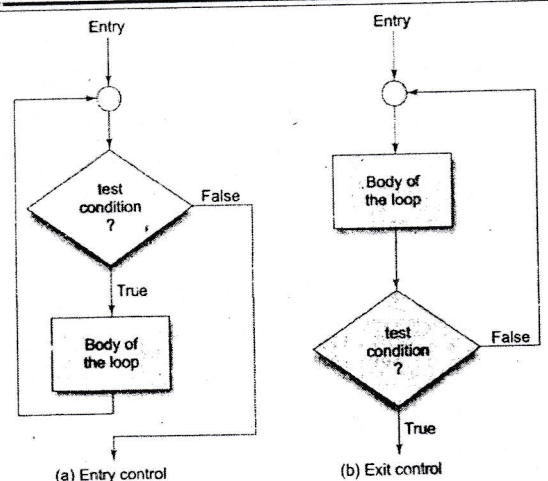 Entry
test
condition
?
False
True
Body of
the loop
(a) Entry control
Entry
Body of
the loop
test
condition
?
False
True
(b) Exit control